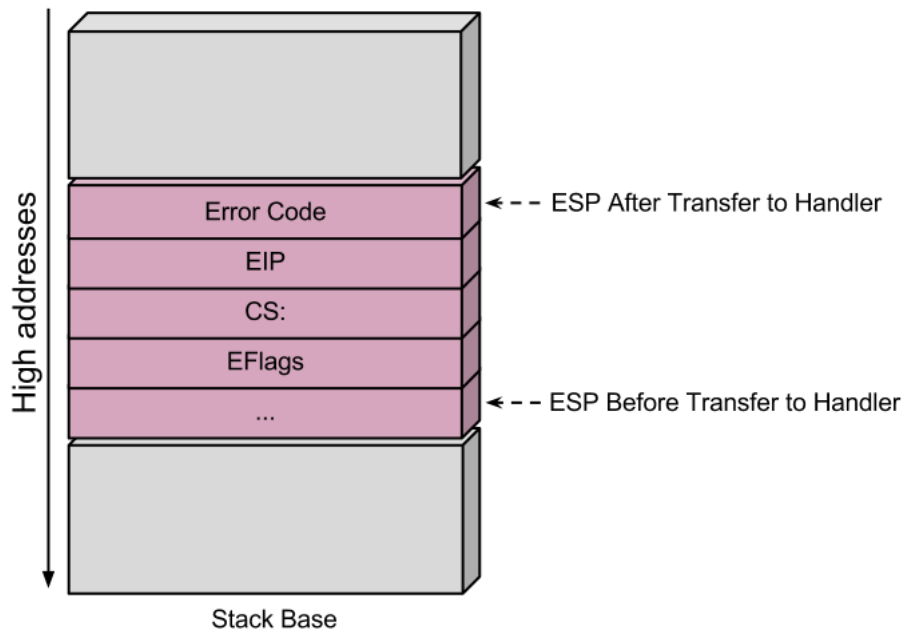 High addresses
Error Code
ESP After Transfer to Handler
EIP
CS:
EFlags
...
ESP Before Transfer to Handler
Stack Base